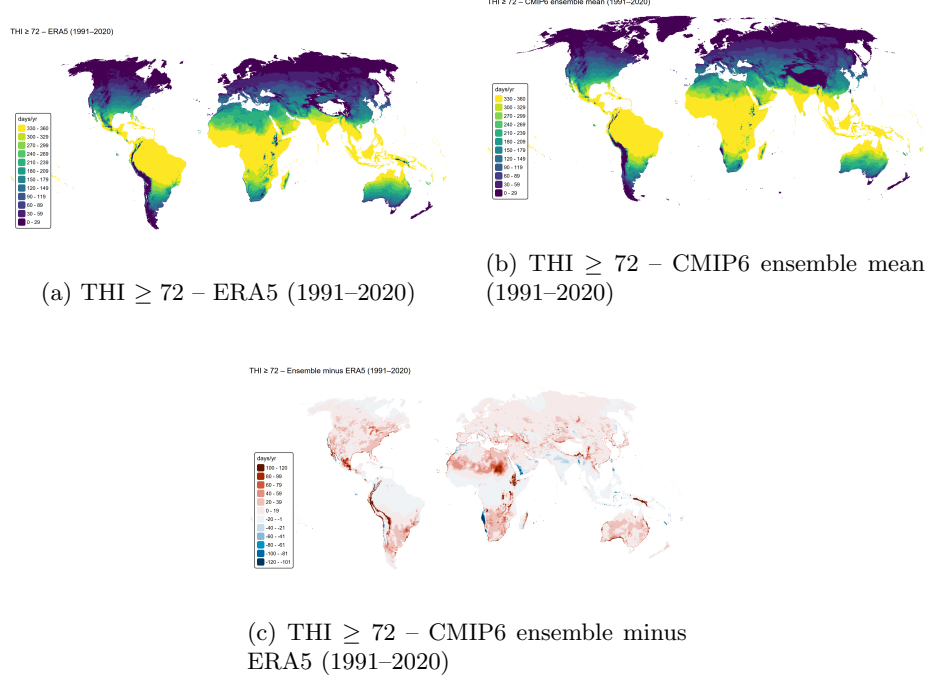 THI ≥ 72 – ERA5 (1991–2020)
days/yr
330 - 360
300 - 329
270 - 299
240 - 269
210 - 239
180 - 209
150 - 179
120 - 149
90 - 119
60 - 89
30 - 59
0 - 29
(a) THI ≥ 72 – ERA5 (1991–2020)
THI ≥ 72 – CMIP6 ensemble mean (1991–2020)
days/yr
330 - 360
300 - 329
270 - 299
240 - 269
210 - 239
180 - 209
150 - 179
120 - 149
90 - 119
60 - 89
30 - 59
0 - 29
(b) THI ≥ 72 – CMIP6 ensemble mean
(1991–2020)
THI ≥ 72 – Ensemble minus ERA5 (1991–2020)
days/yr
100 - 120
80 - 99
60 - 79
40 - 59
20 - 39
0 - 19
-20 - -1
-40 - -21
-60 - -41
-80 - -61
-100 - -81
-120 - -101
(c) THI ≥ 72 – CMIP6 ensemble minus
ERA5 (1991–2020)